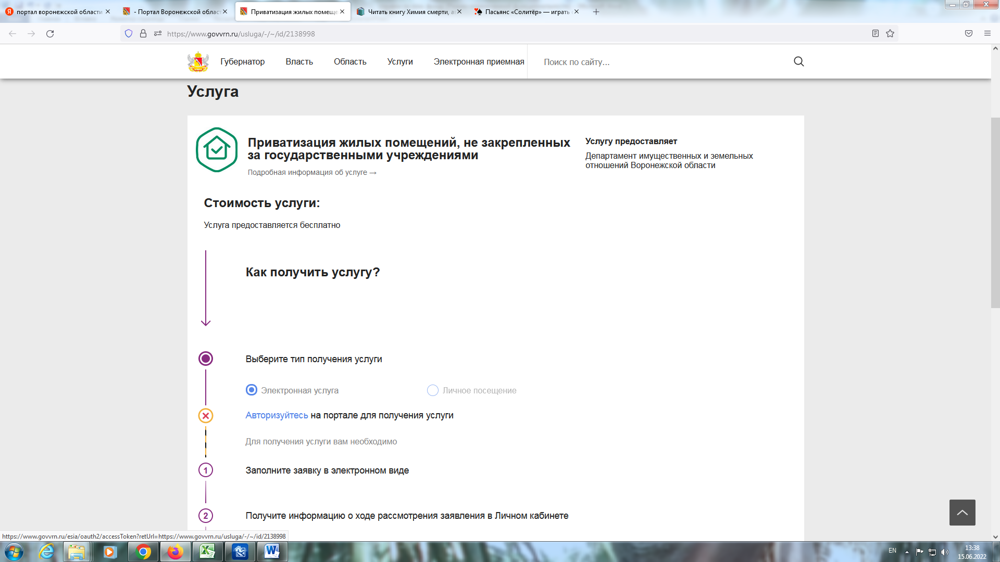 портал воронежской области
- Портал Воронежской облас
Приватизация жилых помеще
Читать книгу Химия смерти, а
Пасьянс «Солитёр» — играть
https://www.govvrn.ru/usluga/-/~/id/2138998
Губернатор Власть Область Услуги Электронная приемная Поиск по сайту...
Услуга
Приватизация жилых помещений, не закрепленных
за государственными учреждениями
Подробная информация об услуге →
Услугу предоставляет
Департамент имущественных и земельных
отношений Воронежской области
Стоимость услуги:
Услуга предоставляется бесплатно
Как получить услугу?
Выберите тип получения услуги
Электронная услуга Личное посещение
Авторизуйтесь на портале для получения услуги
Для получения услуги вам необходимо
1 Заполните заявку в электронном виде
2 Получите информацию о ходе рассмотрения заявления в Личном кабинете
https://www.govvrn.ru/esia/oauth2/accessToken?retUrl=https://www.govvrn.ru/usluga/-/~/id/2138998
EN
13:38
15.06.2022